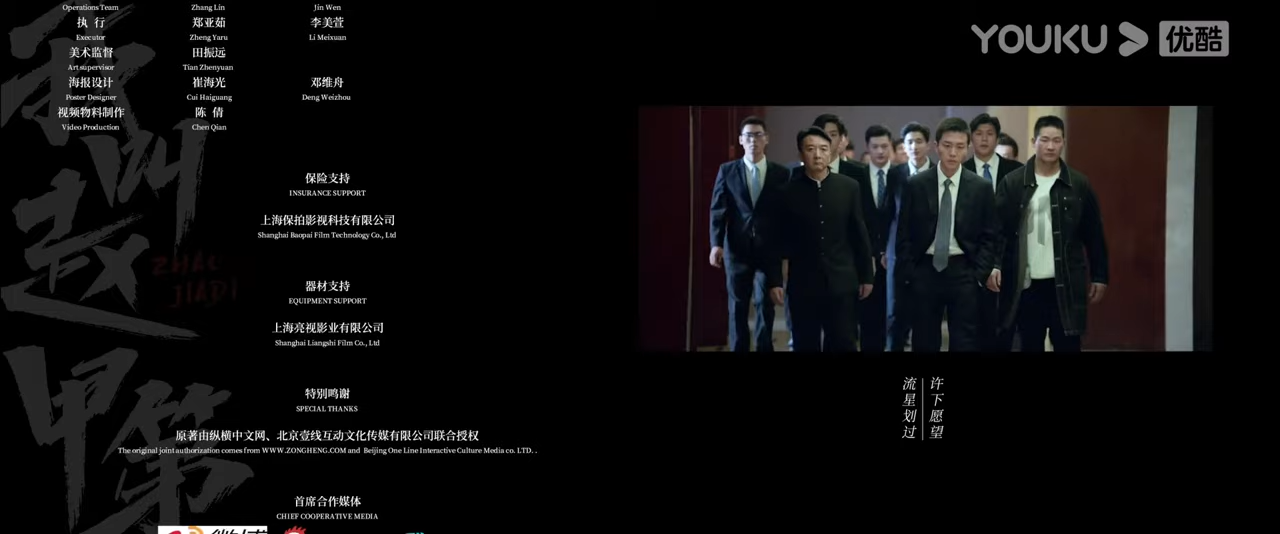 Operations Team Zhang Lin Jin Wen
执 行 郑亚茹 李美萱
Executor Zheng Yaru Li Meixuan
美术监督 田振远
Art supervisor Tian Zhenyuan
海报设计 崔海光 邓维舟
Poster Designer Cui Haiguang Deng Weizhou
视频物料制作 陈 倩
Video Production Chen Qian
保险支持
INSURANCE SUPPORT
上海保拍影视科技有限公司
Shanghai Baopai Film Technology Co., Ltd
器材支持
EQUIPMENT SUPPORT
上海亮视影业有限公司
Shanghai Liangshi Film Co., Ltd
特别鸣谢
SPECIAL THANKS
原著由纵横中文网、北京壹线互动文化传媒有限公司联合授权
The original joint authorization comes from WWW.ZONGHENG.COM and Beijing One Line Interactive Culture Media co. LTD. .
首席合作媒体
CHIEF COOPERATIVE MEDIA
我叫赵甲第
ZHAO
JIADI
YOUKU 优酷
流星划过
许下愿望